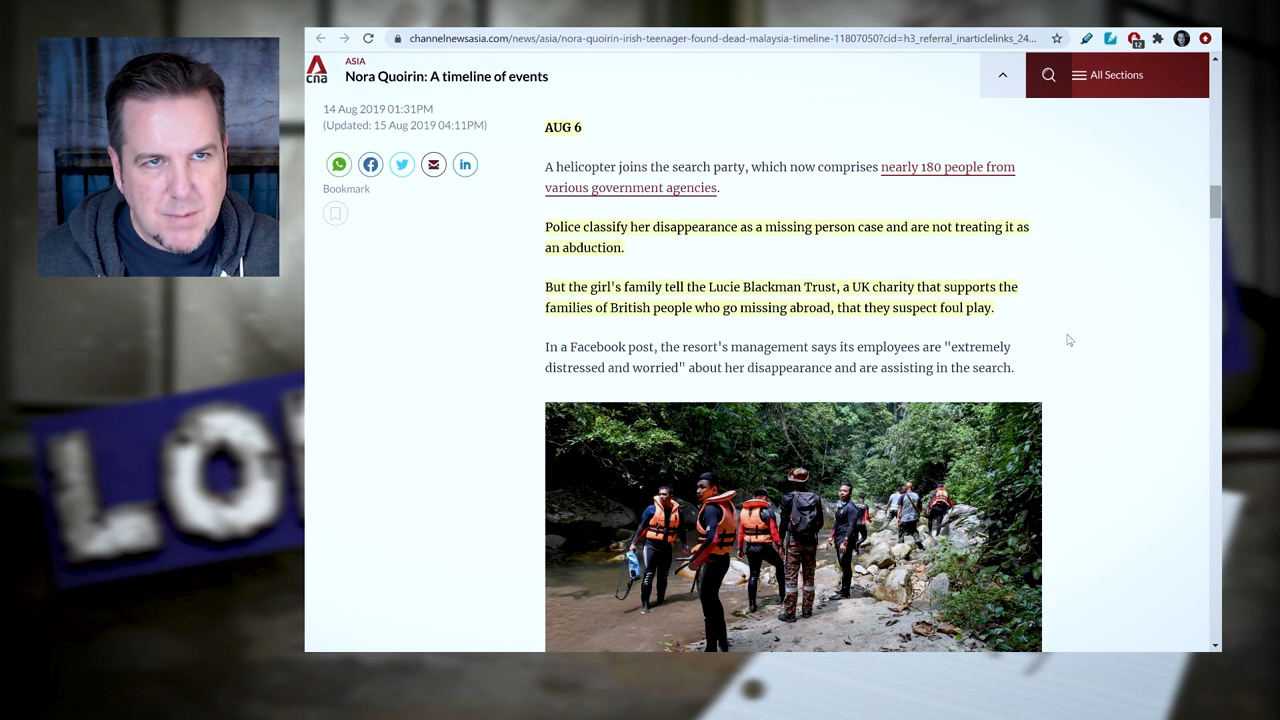 channelnewsasia.com/news/asia/nora-quoirin-irish-teenager-found-dead-malaysia-timeline-11807050?cid=h3_referral_inarticlelinks_24...
12
cna
ASIA
Nora Quoirin: A timeline of events
All Sections
14 Aug 2019 01:31PM
(Updated: 15 Aug 2019 04:11PM)
Bookmark
AUG 6
A helicopter joins the search party, which now comprises nearly 180 people from
various government agencies.
Police classify her disappearance as a missing person case and are not treating it as
an abduction.
But the girl's family tell the Lucie Blackman Trust, a UK charity that supports the
families of British people who go missing abroad, that they suspect foul play.
In a Facebook post, the resort's management says its employees are "extremely
distressed and worried" about her disappearance and are assisting in the search.
LO